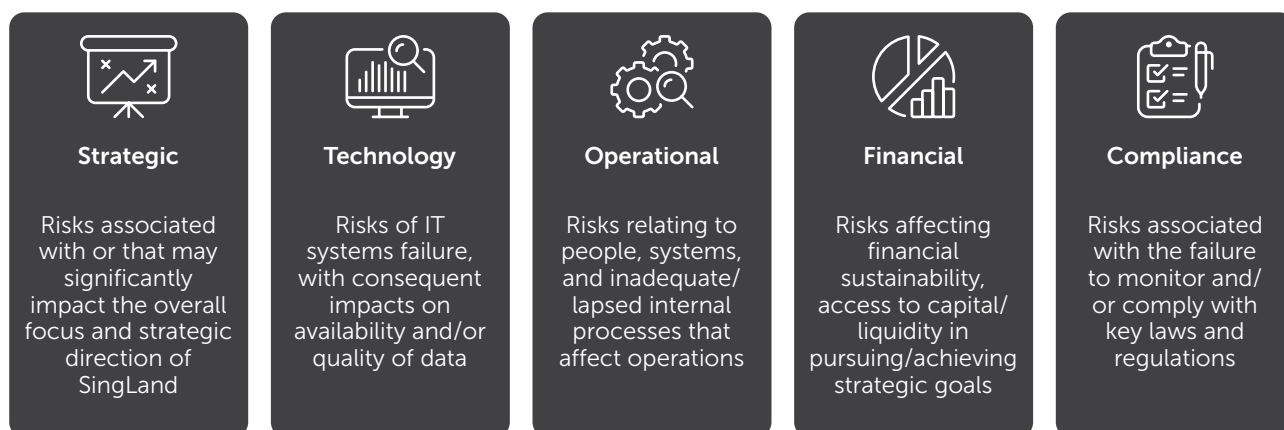 Strategic
Risks associated
with or that may
significantly
impact the overall
focus and strategic
direction of
SingLand
Technology
Risks of IT
systems failure,
with consequent
impacts on
availability and/or
quality of data
Operational
Risks relating to
people, systems,
and inadequate/
lapsed internal
processes that
affect operations
Financial
Risks affecting
financial
sustainability,
access to capital/
liquidity in
pursuing/achieving
strategic goals
Compliance
Risks associated
with the failure
to monitor and/
or comply with
key laws and
regulations